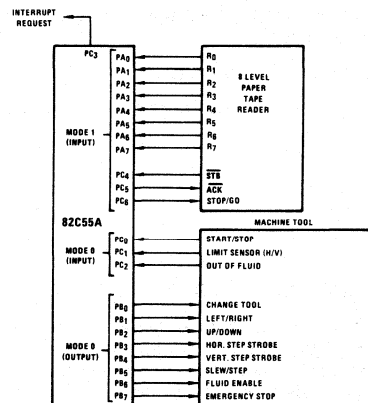 INTERRUPT
REQUEST
PC3
PA0 R0
PA1 R1
PA2 R2
PA3 R3
PA4 R4
PA5 R5
PA6 R6
PA7 R7
8 LEVEL
PAPER
TAPE
READER
MODE 1
(INPUT)
PC4 STB
PC5 ACK
PC6 STOP/GO
82C55A
MACHINE TOOL
MODE 0
(INPUT)
PC0 START/STOP
PC1 LIMIT SENSOR (H/V)
PC2 OUT OF FLUID
MODE 0
(OUTPUT)
PB0 CHANGE TOOL
PB1 LEFT/RIGHT
PB2 UP/DOWN
PB3 HOR. STEP STROBE
PB4 VERT. STEP STROBE
PB5 SLEW/STEP
PB6 FLUID ENABLE
PB7 EMERGENCY STOP